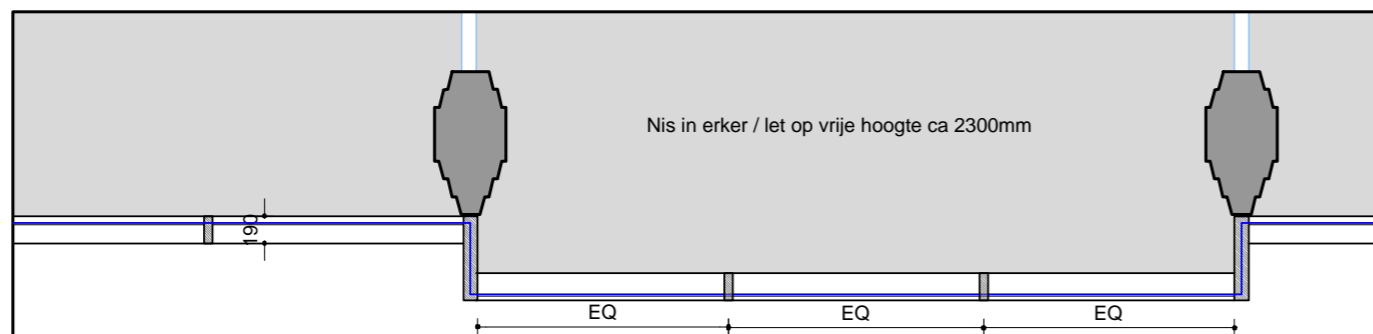 Nis in erker / let op vrije hoogte ca 2300mm
190
EQ EQ EQ